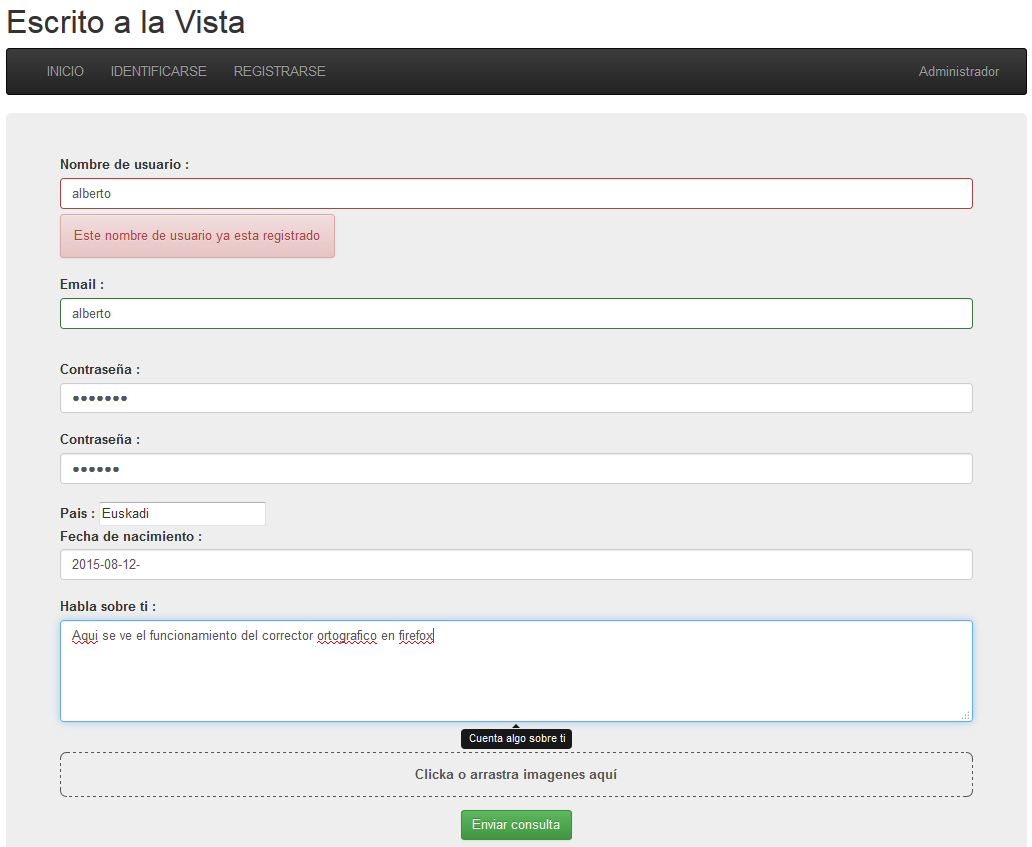 Escrito a la Vista
INICIO IDENTIFICARSE REGISTRARSE Administrador
Nombre de usuario :
alberto
Este nombre de usuario ya esta registrado
Email :
alberto
Contraseña :
•••••••
Contraseña :
••••••
Pais : Euskadi
Fecha de nacimiento :
2015-08-12-
Habla sobre ti :
Aqui se ve el funcionamiento del corrector ortografico en firefox
Cuenta algo sobre ti
Clicka o arrastra imagenes aquí
Enviar consulta